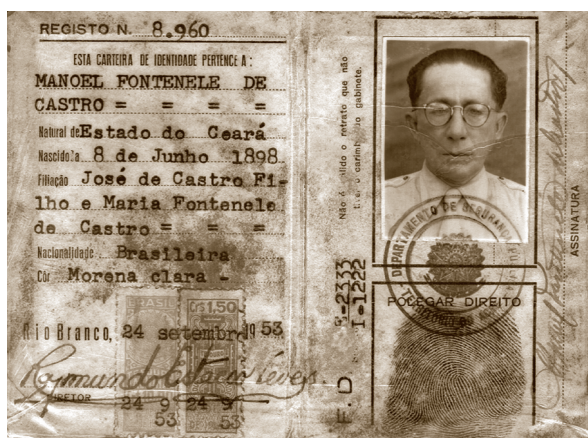 REGISTO N. 8.960
ESTA CARTEIRA DE IDENTIDADE PERTENCE A :
MANOEL FONTENELE DE
CASTRO = = = =
Natural de Estado do Ceará
Nascido a 8 de Junho 1898
Filiação José de Castro Fi-
lho e Maria Fontenele
de Castro = = =
Nacionalidade Brasileira
Côr Morena clara -
BRASIL
Cr$1,50
Rio Branco, 24 setembro 1953
DIRETOR
24 9 24 9
53 53
Não é valido o retrato que não
tiver o carimbo do gabinete.
F.D
I-2333
I-1222
DEPARTAMENTO DE SEGURANÇA
POLEGAR DIREITO
ASSINATURA